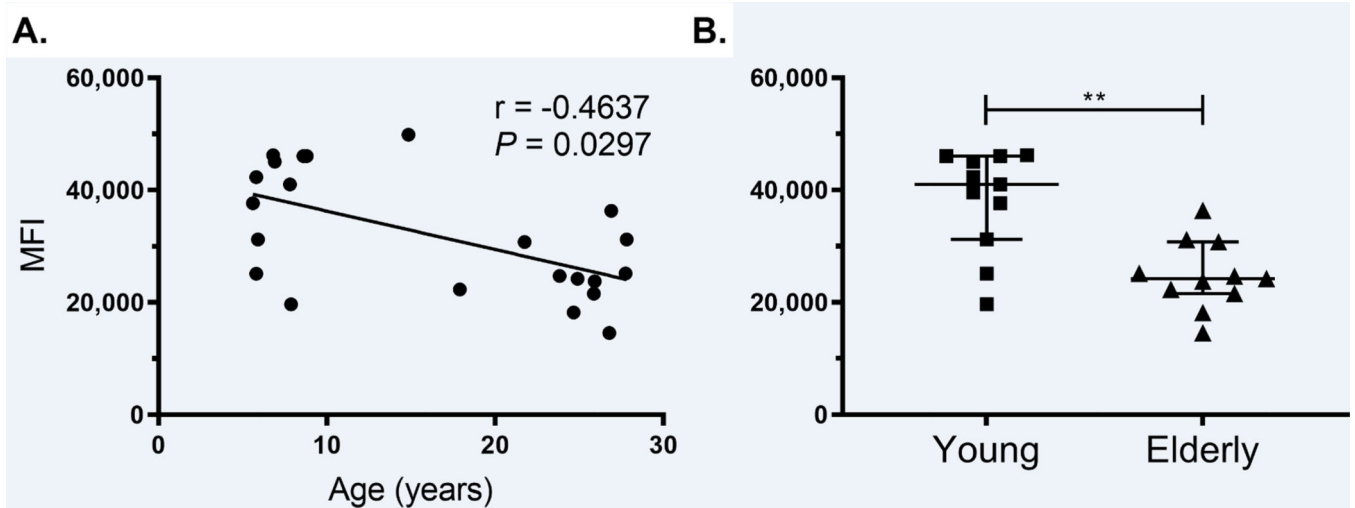 A.
60,000
40,000
20,000
0
MFI
r = -0.4637
P = 0.0297
0 10 20 30
Age (years)
B.
60,000
40,000
20,000
0
**
Young Elderly